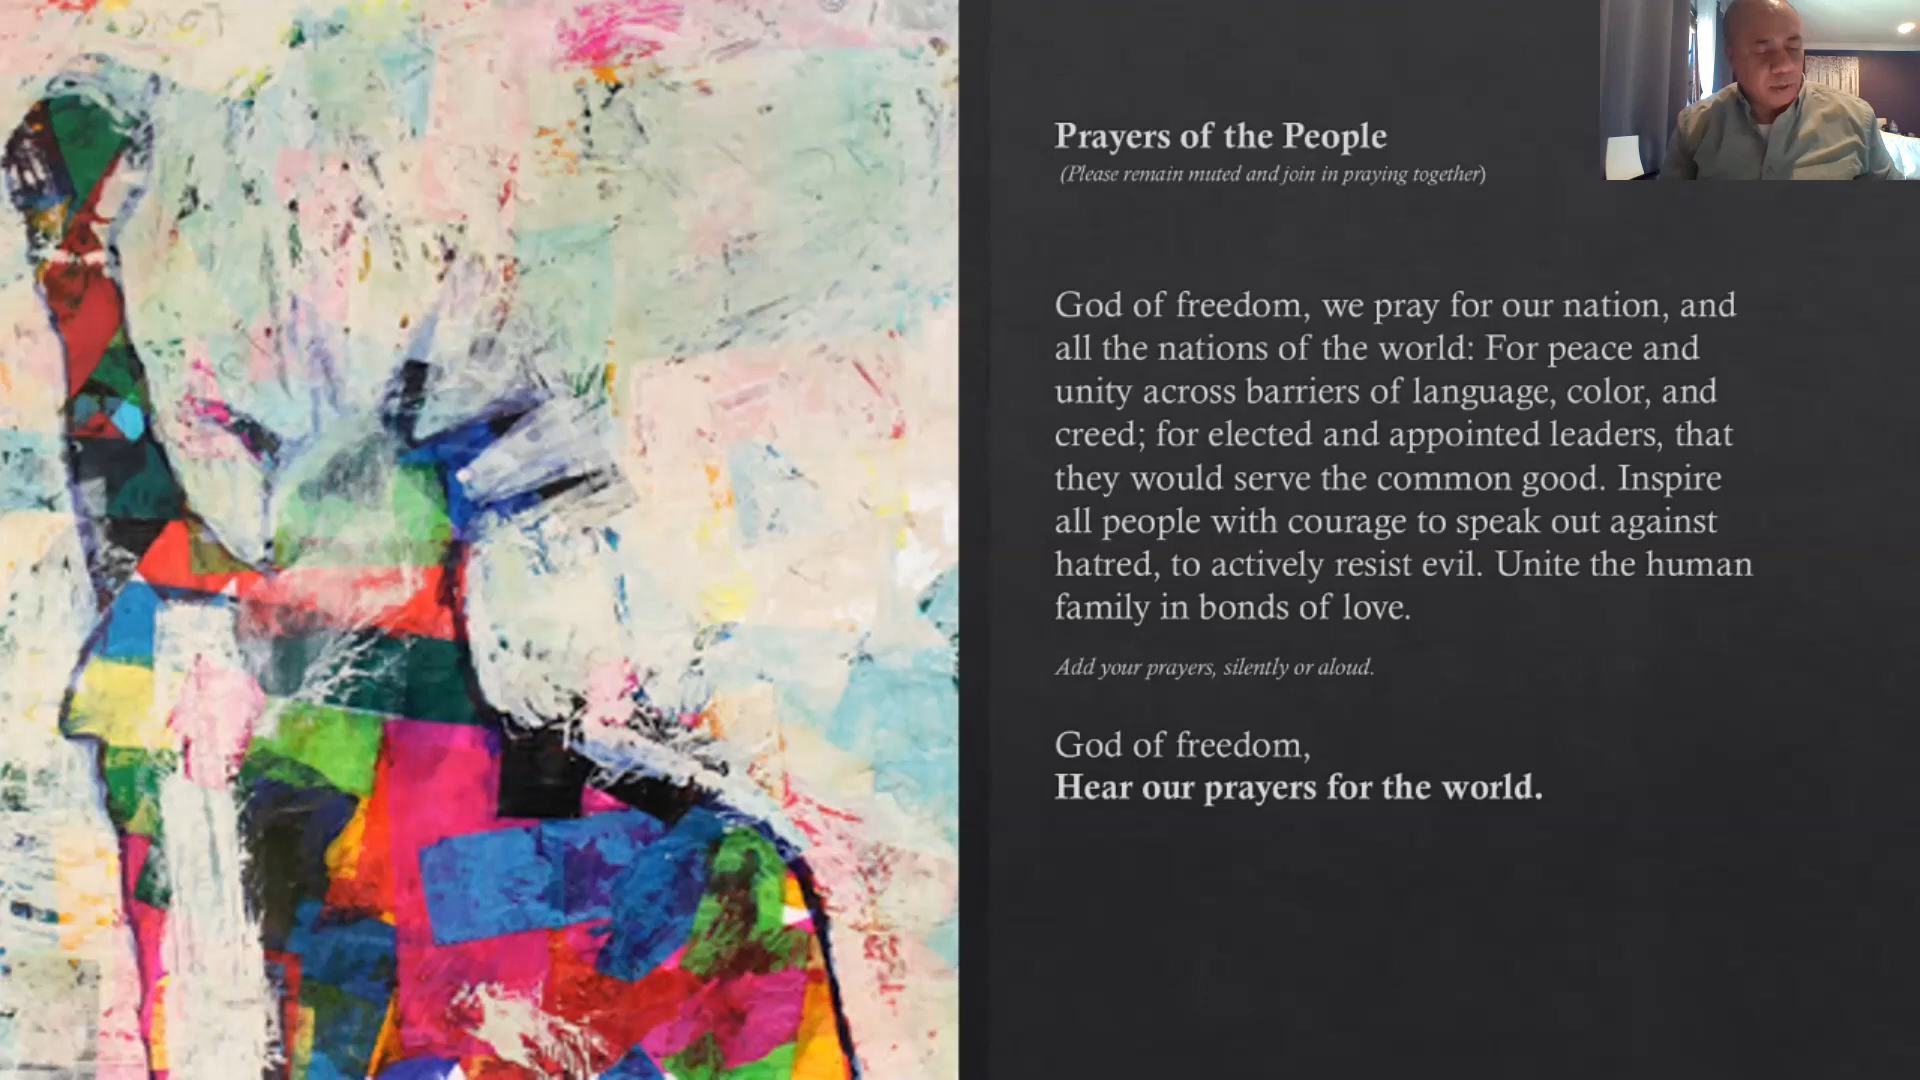 Prayers of the People
(Please remain muted and join in praying together)
God of freedom, we pray for our nation, and
all the nations of the world: For peace and
unity across barriers of language, color, and
creed; for elected and appointed leaders, that
they would serve the common good. Inspire
all people with courage to speak out against
hatred, to actively resist evil. Unite the human
family in bonds of love.
Add your prayers, silently or aloud.
God of freedom,
Hear our prayers for the world.